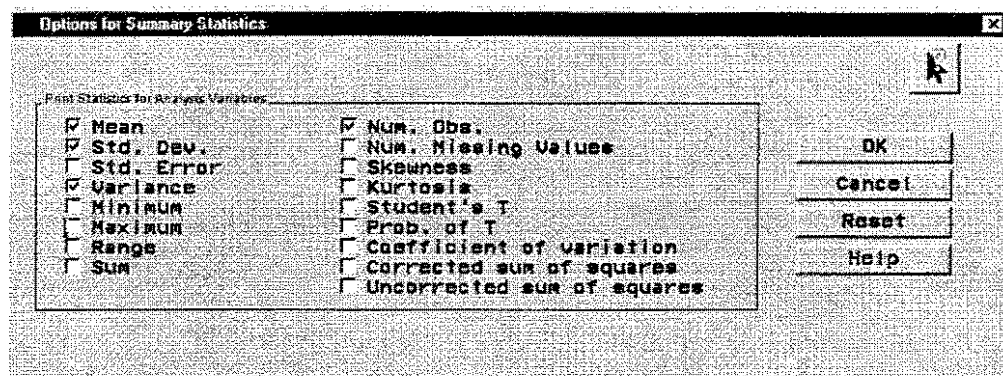 Options for Summary Statistics
Print Statistics for Analysis Variables
Mean
Std. Dev.
Std. Error
Variance
Minimum
Maximum
Range
Sum
Num. Obs.
Num. Missing Values
Skewness
Kurtosis
Student's T
Prob. of T
Coefficient of variation
Corrected sum of squares
Uncorrected sum of squares
OK
Cancel
Reset
Help